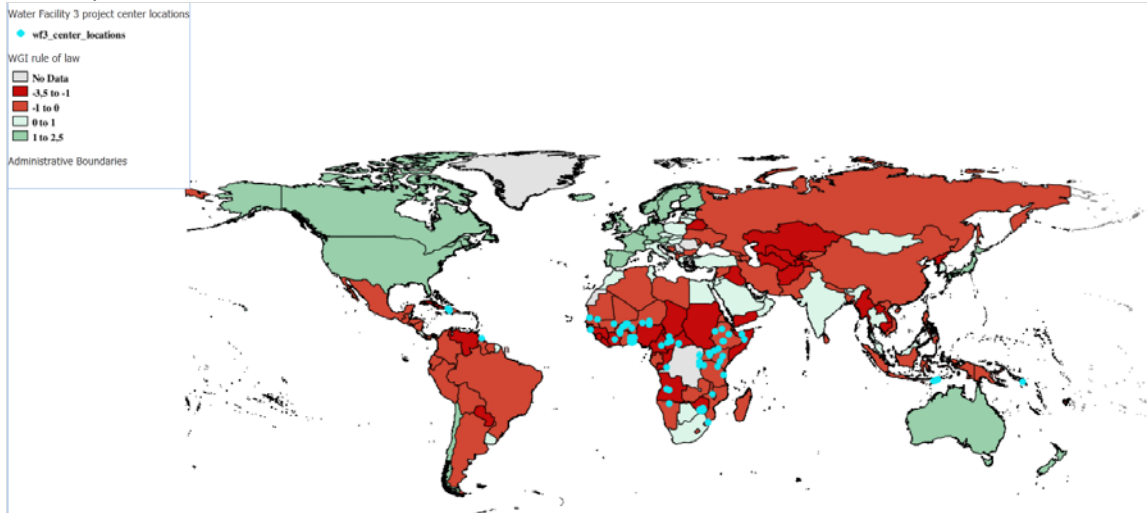 Water Facility 3 project center locations
wf3_center_locations
WGI rule of law
No Data
-3,5 to -1
-1 to 0
0 to 1
1 to 2,5
Administrative Boundaries